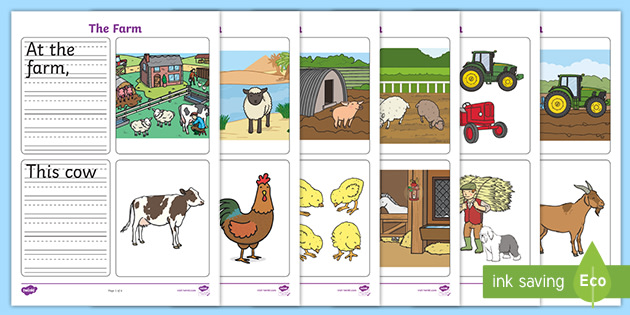 The Farm
At the
farm,
This cow
ink saving
Eco